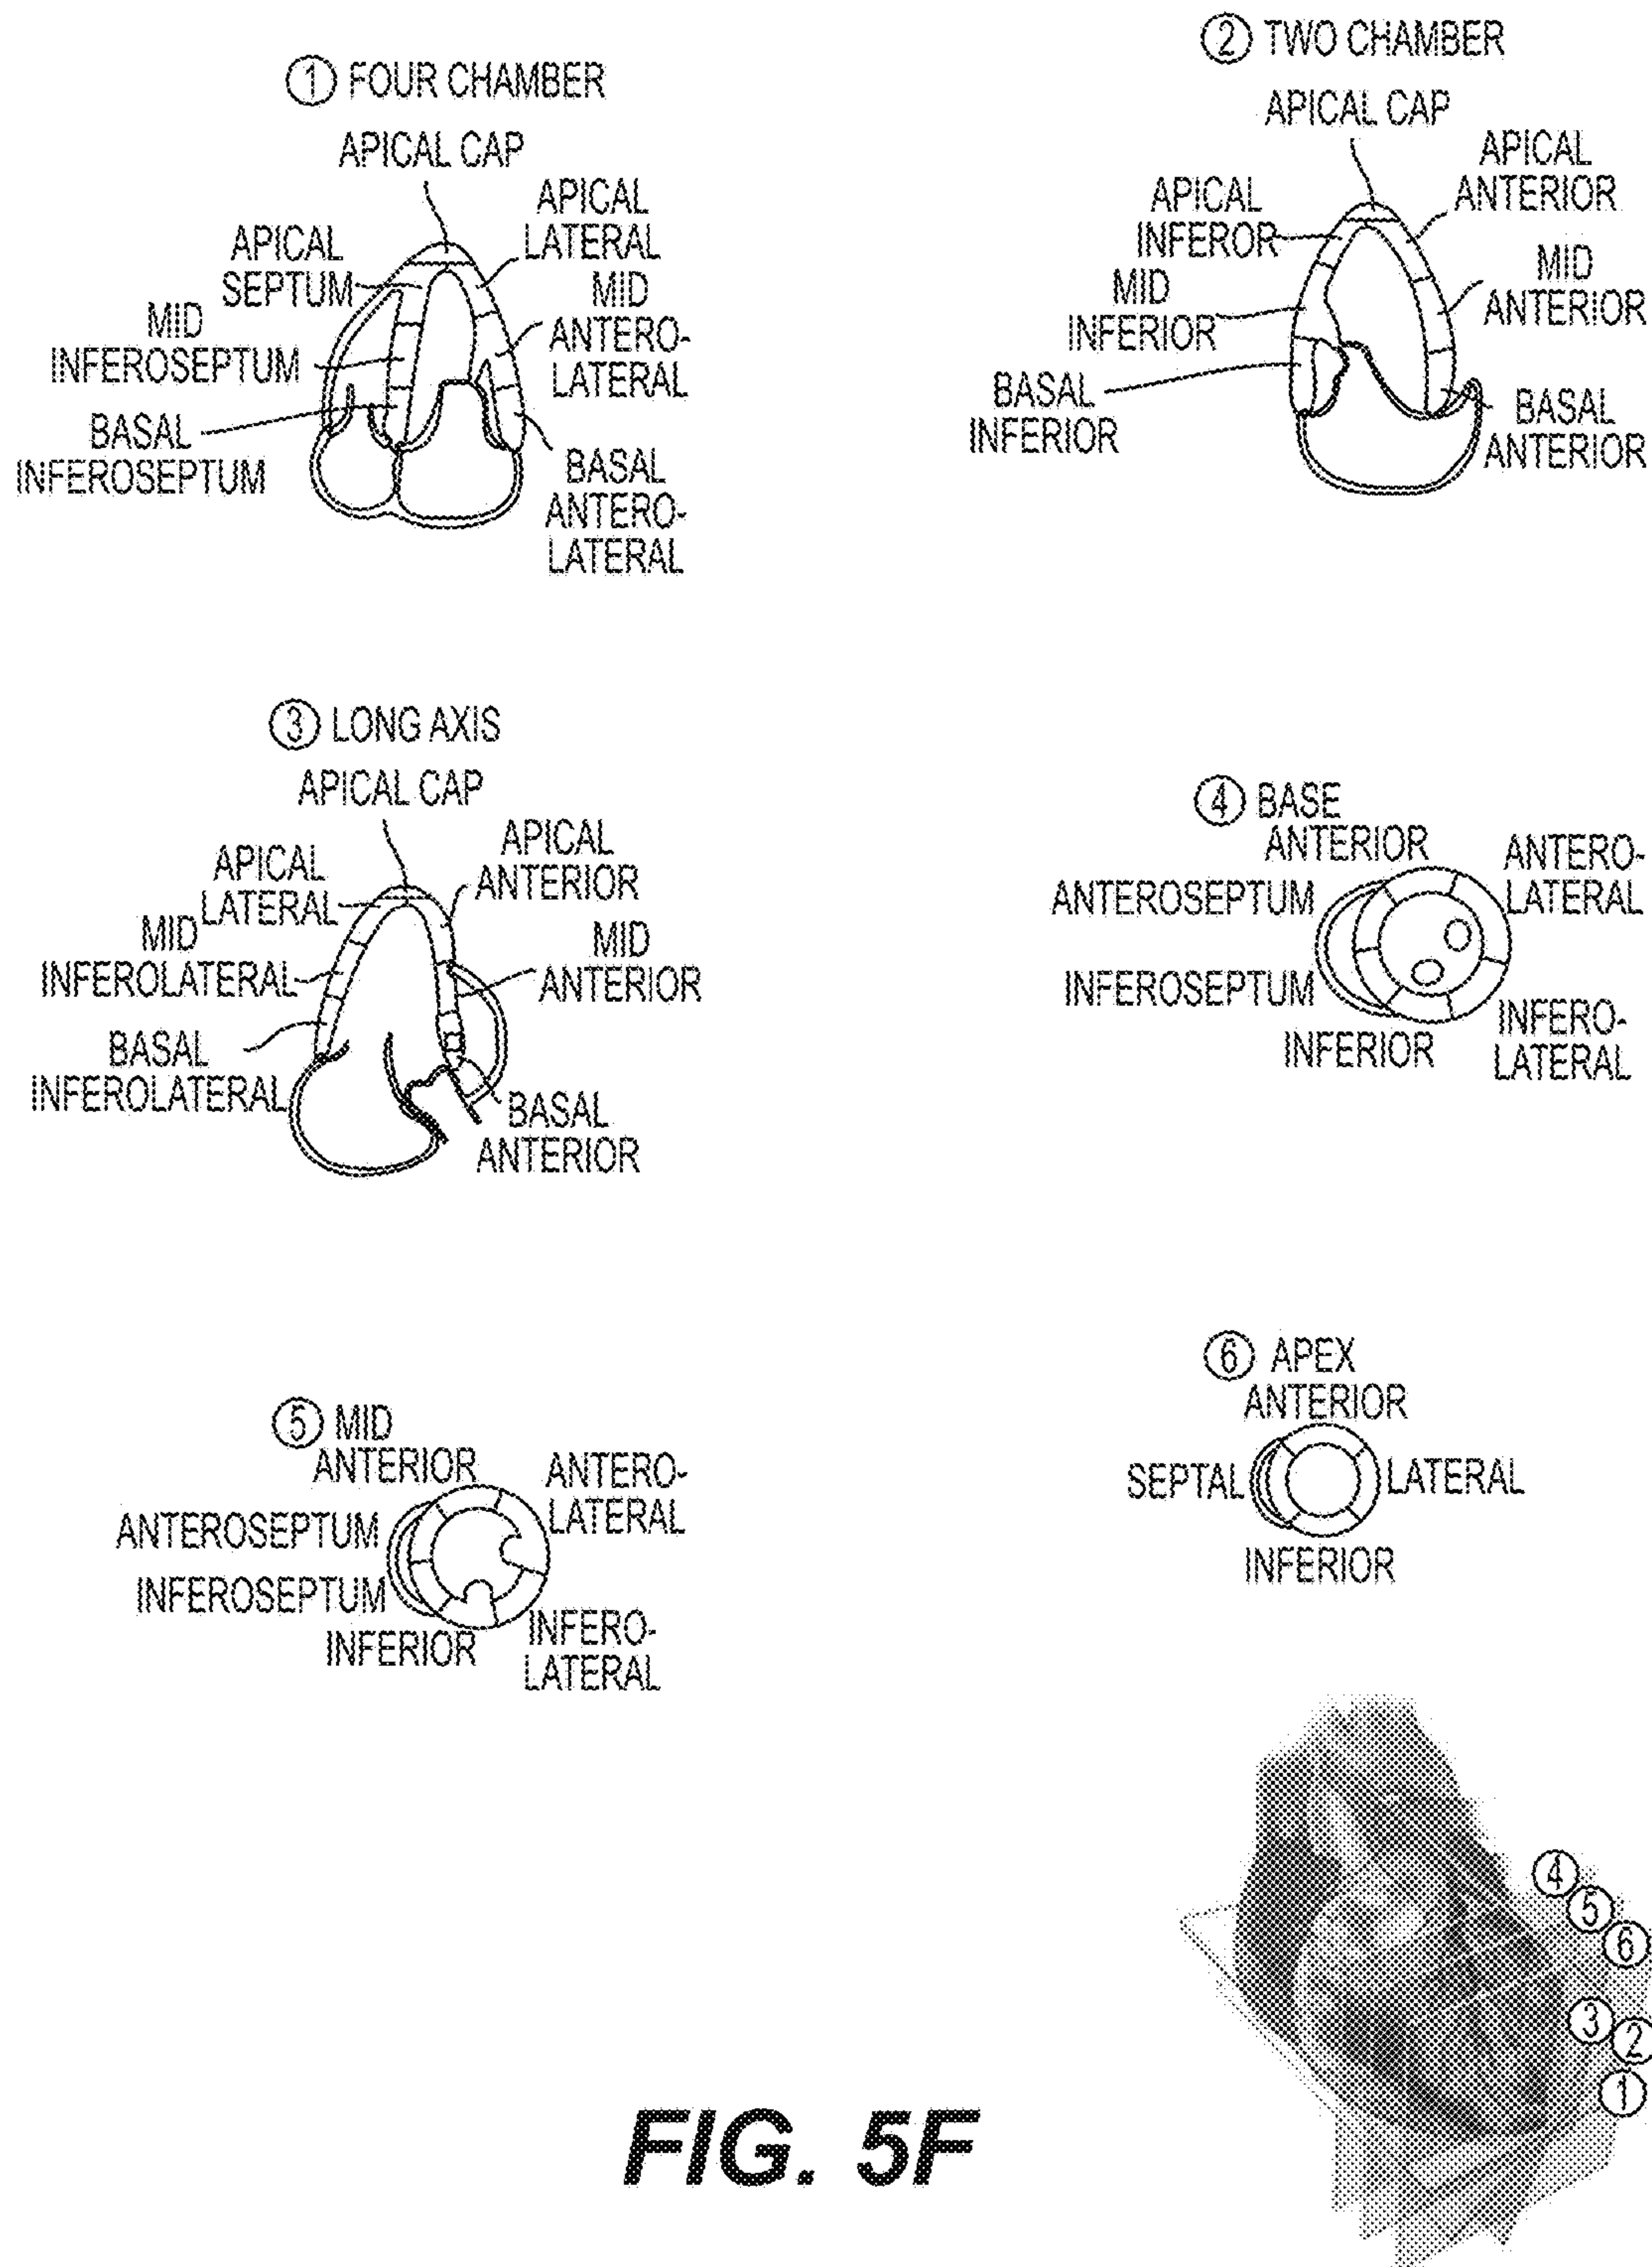 ① FOUR CHAMBER
APICAL CAP
APICAL
LATERAL
APICAL
SEPTUM
MID
ANTERO-
LATERAL
MID
INFEROSEPTUM
BASAL
INFEROSEPTUM
BASAL
ANTERO-
LATERAL
② TWO CHAMBER
APICAL CAP
APICAL
ANTERIOR
APICAL
INFEROR
MID
ANTERIOR
MID
INFERIOR
BASAL
INFERIOR
BASAL
ANTERIOR
③ LONG AXIS
APICAL CAP
APICAL
ANTERIOR
APICAL
LATERAL
MID
INFEROLATERAL
MID
ANTERIOR
BASAL
INFEROLATERAL
BASAL
ANTERIOR
④ BASE
ANTERIOR
ANTERO-
LATERAL
ANTEROSEPTUM
INFEROSEPTUM
INFERIOR
INFERO-
LATERAL
⑤ MID
ANTERIOR
ANTERO-
LATERAL
ANTEROSEPTUM
INFEROSEPTUM
INFERIOR
INFERO-
LATERAL
⑥ APEX
ANTERIOR
SEPTAL
LATERAL
INFERIOR
④
⑤
⑥
③
②
①
FIG. 5F